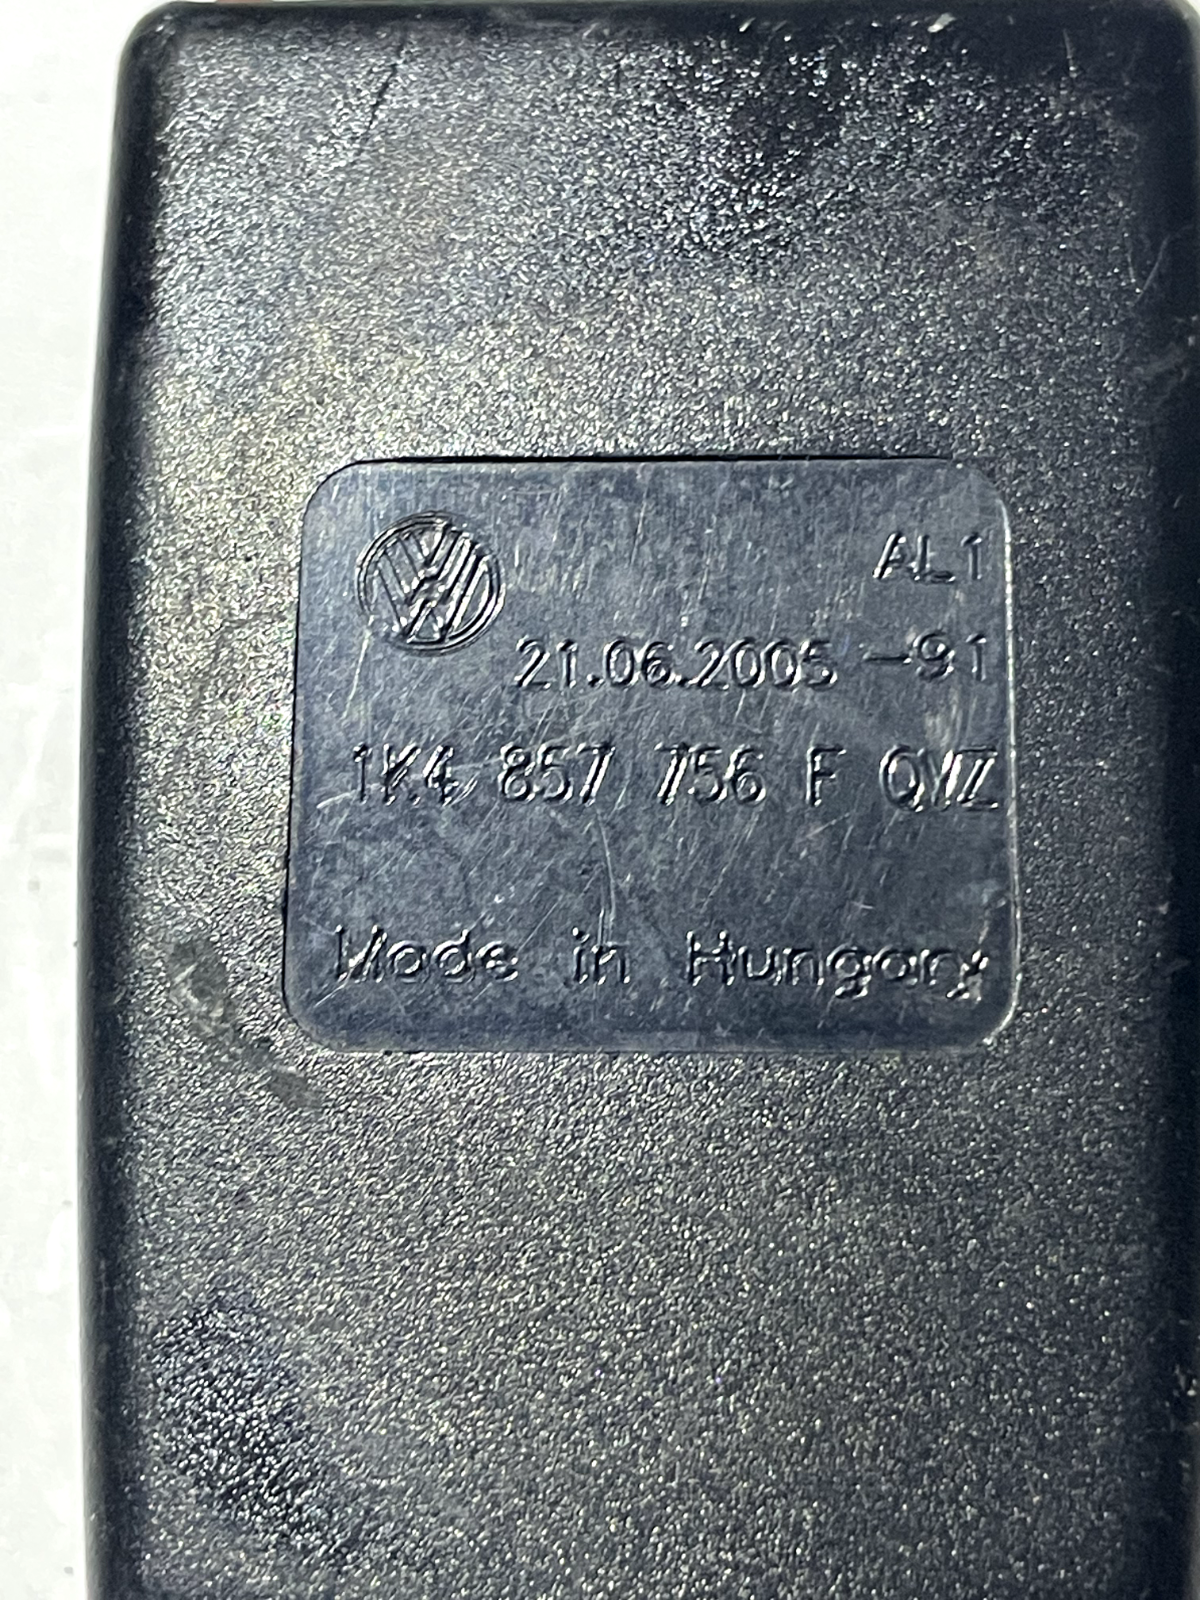 AL1
21.06.2005 -91
1K4 857 756 F QVZ
Made in Hungary